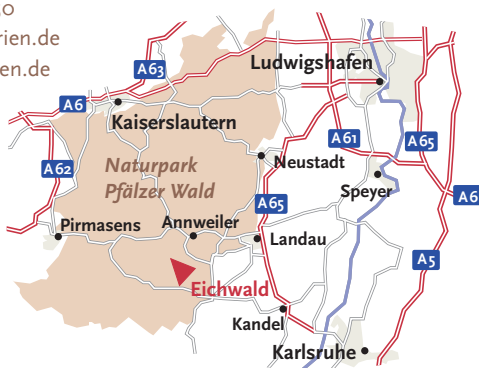 rien.de
en.de
A63
Ludwigshafen
A6
Kaiserslautern
A61
A65
Naturpark
Pfälzer Wald
Neustadt
A62
Speyer
A65
A6
Pirmasens
Annweiler
Landau
A5
Eichwald
Kandel
Karlsruhe